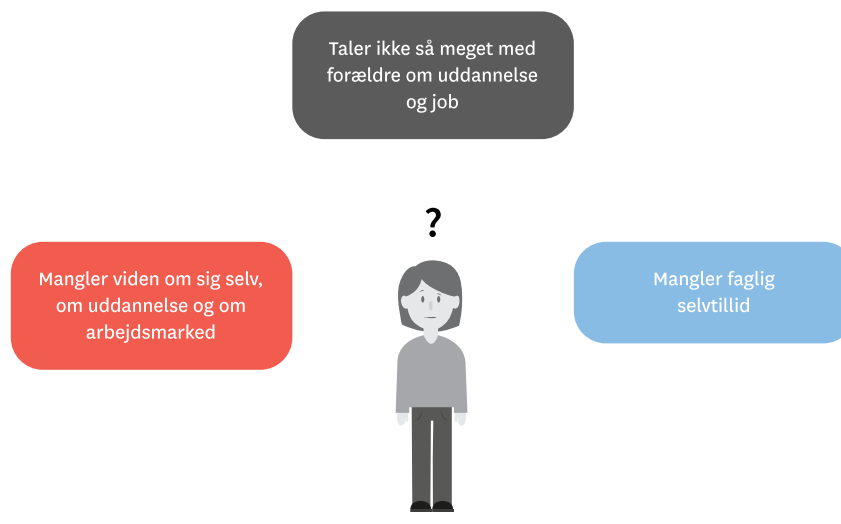 Taler ikke så meget med
forældre om uddannelse
og job
?
Mangler viden om sig selv,
om uddannelse og om
arbejdsmarked
Mangler faglig
selvtillid